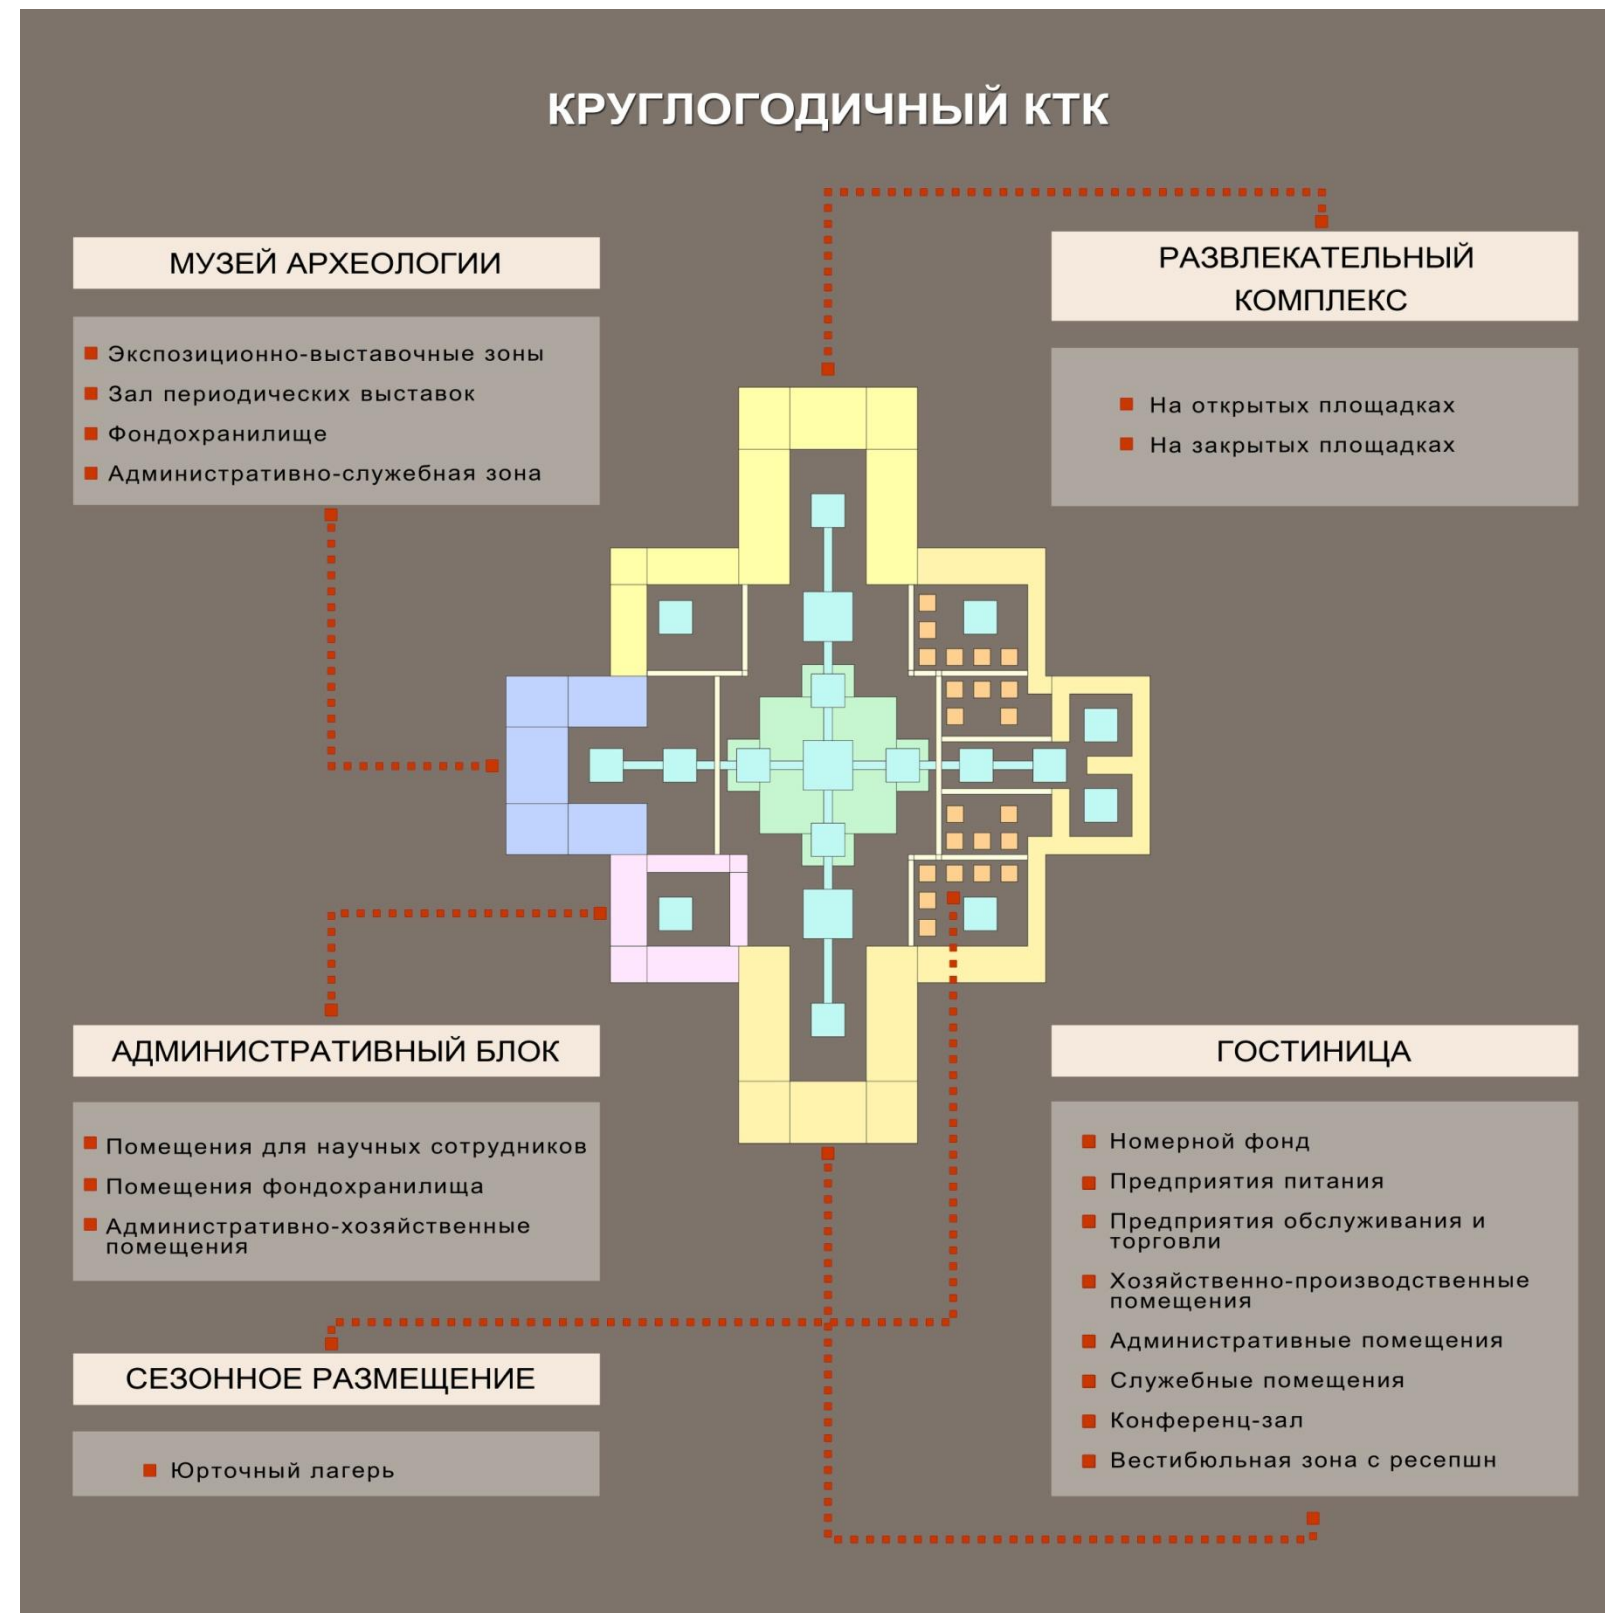 КРУГЛОГОДИЧНЫЙ КТК
МУЗЕЙ АРХЕОЛОГИИ
Экспозиционно-выставочные зоны
Зал периодических выставок
Фондохранилище
Административно-служебная зона
РАЗВЛЕКАТЕЛЬНЫЙ
КОМПЛЕКС
На открытых площадках
На закрытых площадках
АДМИНИСТРАТИВНЫЙ БЛОК
Помещения для научных сотрудников
Помещения фондохранилища
Административно-хозяйственные
помещения
СЕЗОННОЕ РАЗМЕЩЕНИЕ
Юрточный лагерь
ГОСТИНИЦА
Номерной фонд
Предприятия питания
Предприятия обслуживания и
торговли
Хозяйственно-производственные
помещения
Административные помещения
Служебные помещения
Конференц-зал
Вестибюльная зона с ресепшн